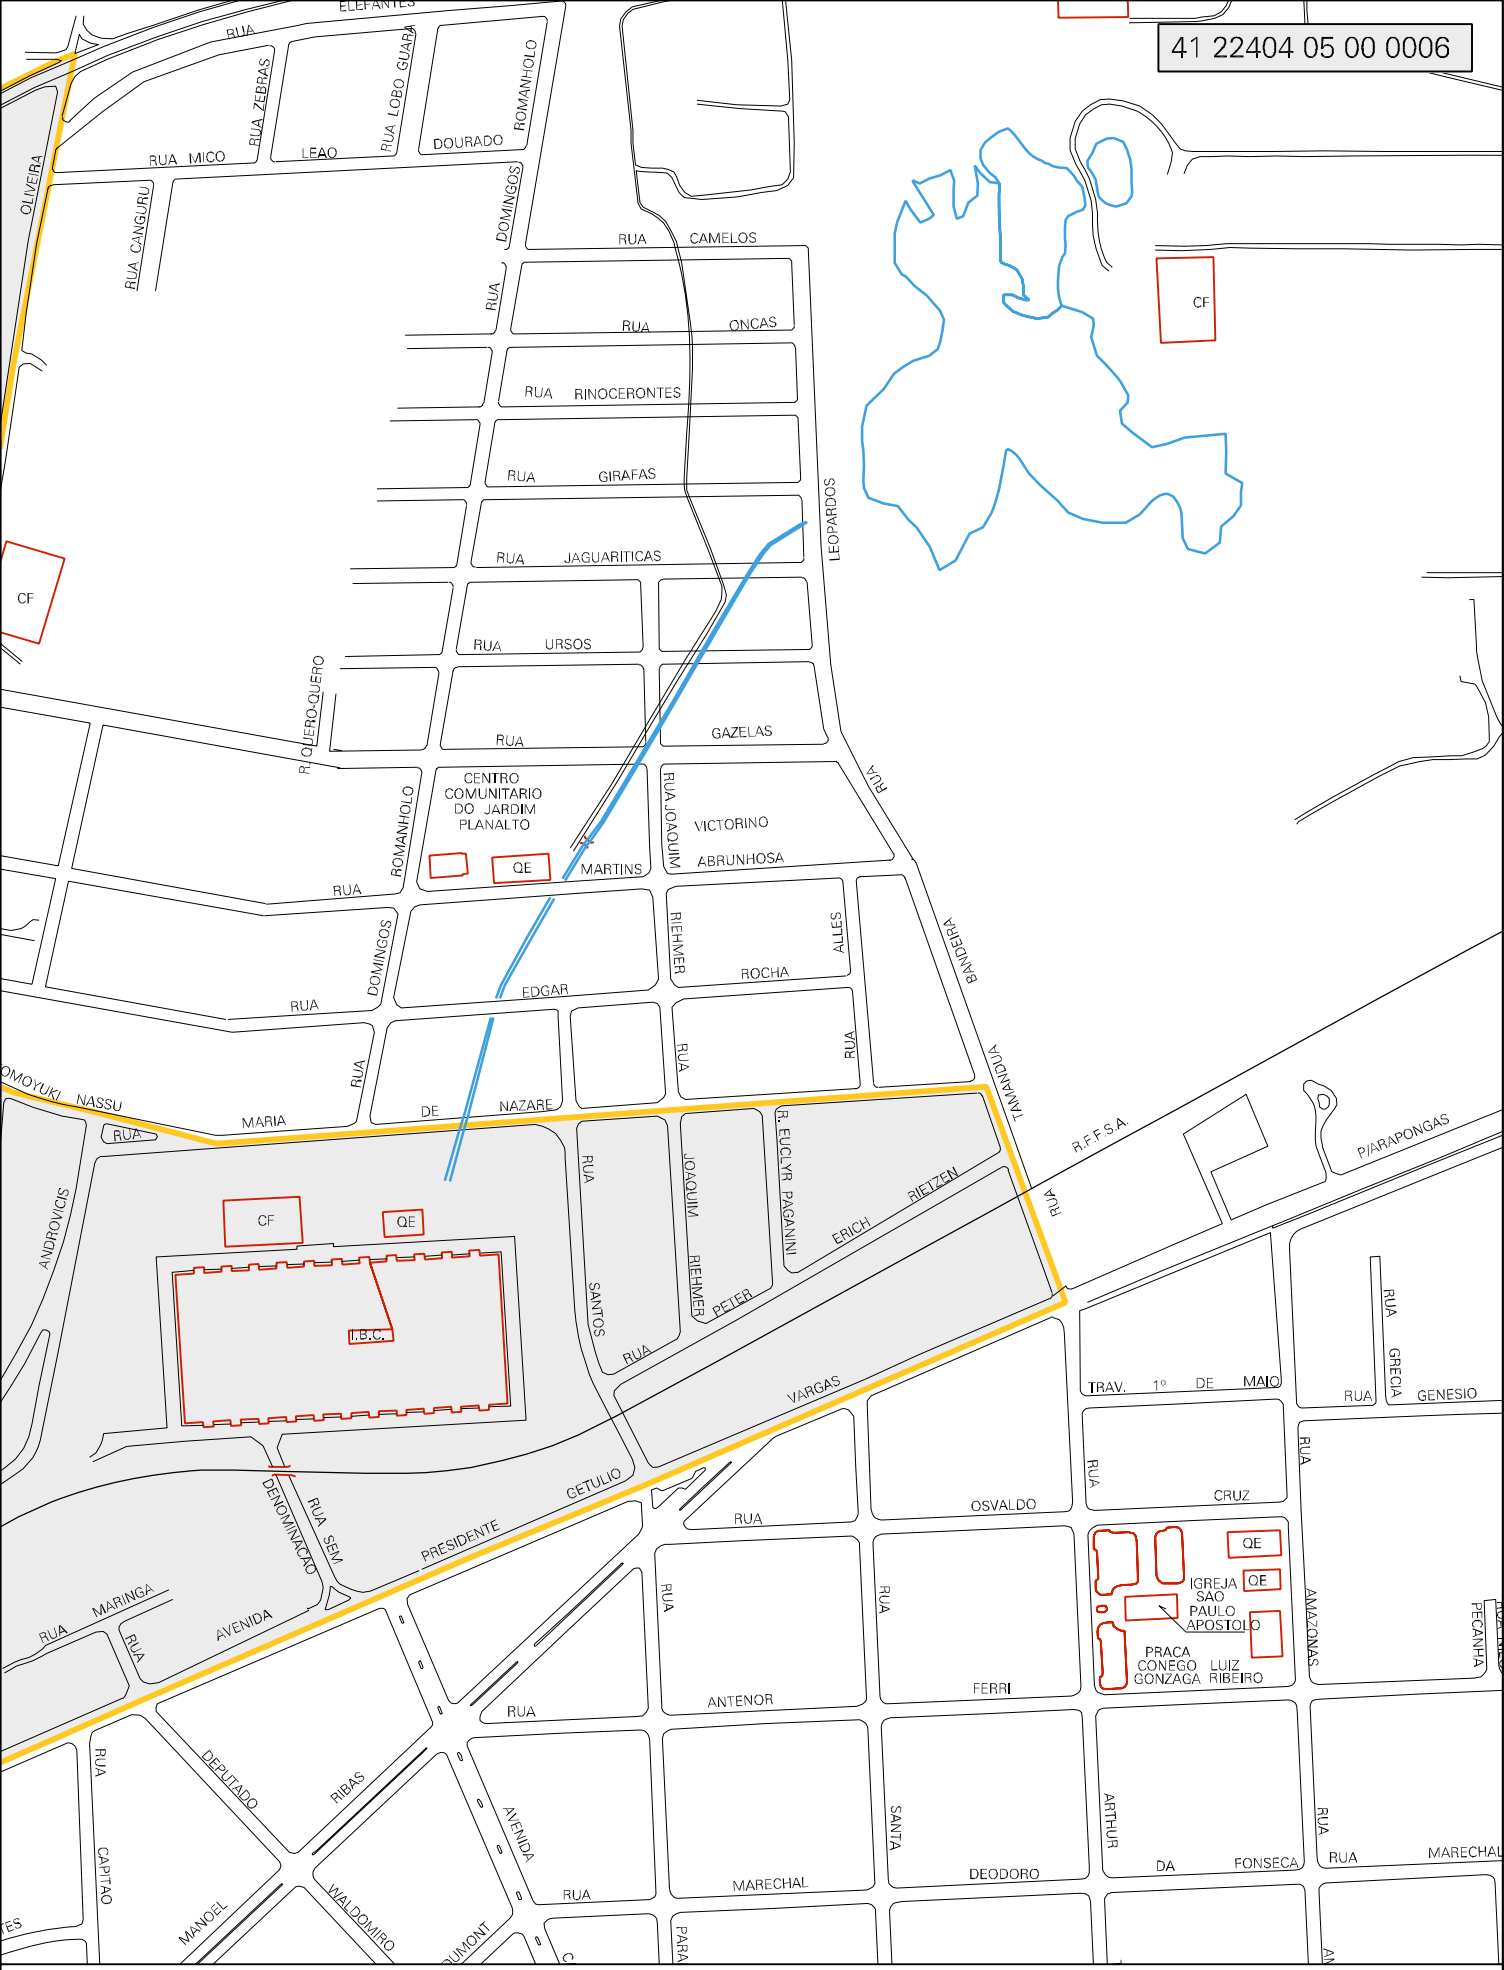 41 22404 05 00 0006
ELEFANTES
RUA
RUA ZEBRAS
RUA LOBO GUARA
ROMANHOLO
RUA MICO
LEAO
DOURADO
OLIVEIRA
RUA CANGURU
DOMINGOS
RUA
RUA CAMELOS
RUA ONCAS
CF
RUA RINOCERONTES
RUA GIRAFAS
LEOPARDOS
RUA JAGUARITICAS
CF
RUA URSOS
R. QUERO-QUERO
RUA
GAZELAS
RUA
CENTRO
COMUNITARIO
DO JARDIM
PLANALTO
ROMANHOLO
RUA JOAQUIM
VICTORINO
QE
MARTINS
ABRUNHOSA
RUA
DOMINGOS
RIEHMER
ALLES
BANDEIRA
RUA
EDGAR
ROCHA
RUA
RUA
RUA
TAMANDUA
OMOYUKI NASSU
MARIA
DE
NAZARE
RUA
R.F.F.S.A.
P/ARAPONGAS
ANDROVICIS
RUA
JOAQUIM
RIEHMER
R. EUCLYR PAGANINI
RUA
PETER
ERICH
RIETZEN
RUA
CF
QE
I.B.C.
SANTOS
VARGAS
TRAV. 1º DE MAIO
RUA
GRECIA
RUA GENESIO
DENOMINACAO
RUA SEM
PRESIDENTE
GETULIO
RUA
OSVALDO
CRUZ
RUA
RUA
RUA MARINGA
RUA
AVENIDA
RUA
RUA
QE
QE
IGREJA
SAO
PAULO
APOSTOLO
PRACA
CONEGO LUIZ
GONZAGA RIBEIRO
AMAZONAS
PECANHA
RUA
ANTENOR
FERRI
RUA
DEPUTADO
RIBAS
AVENIDA
SANTA
ARTHUR
RUA
CAPITAO
MANOEL
WALDOMIRO
DUMONT
RUA
MARECHAL
DEODORO
DA
FONSECA
RUA
MARECHAL
PARA